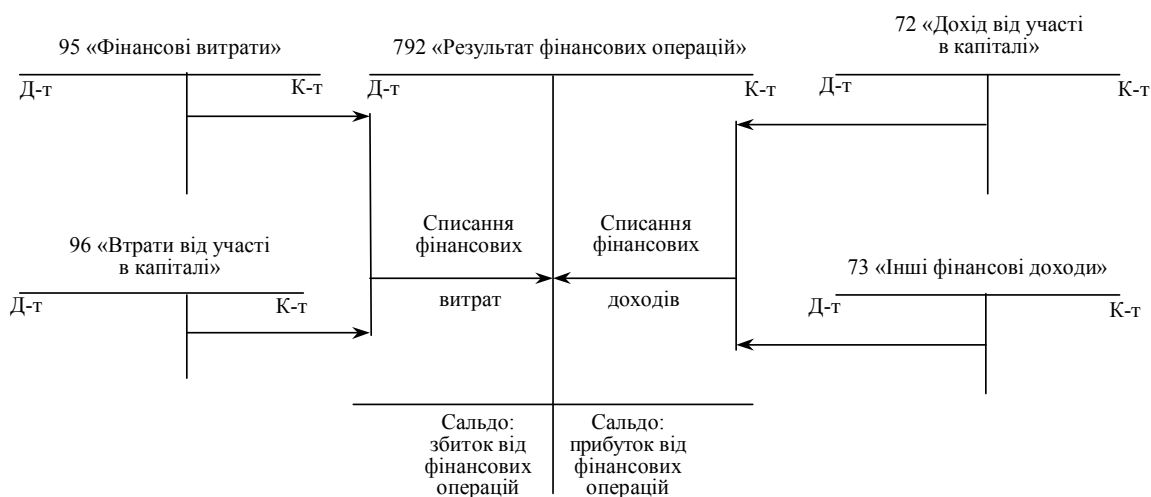 95 «Фінансові витрати»
Д-т К-т
792 «Результат фінансових операцій»
Д-т К-т
72 «Дохід від участі
в капіталі»
Д-т К-т
96 «Втрати від участі
в капіталі»
Д-т К-т
Списання
фінансових
витрат
Списання
фінансових
доходів
73 «Інші фінансові доходи»
Д-т К-т
Сальдо:
збиток від
фінансових
операцій
Сальдо:
прибуток від
фінансових
операцій